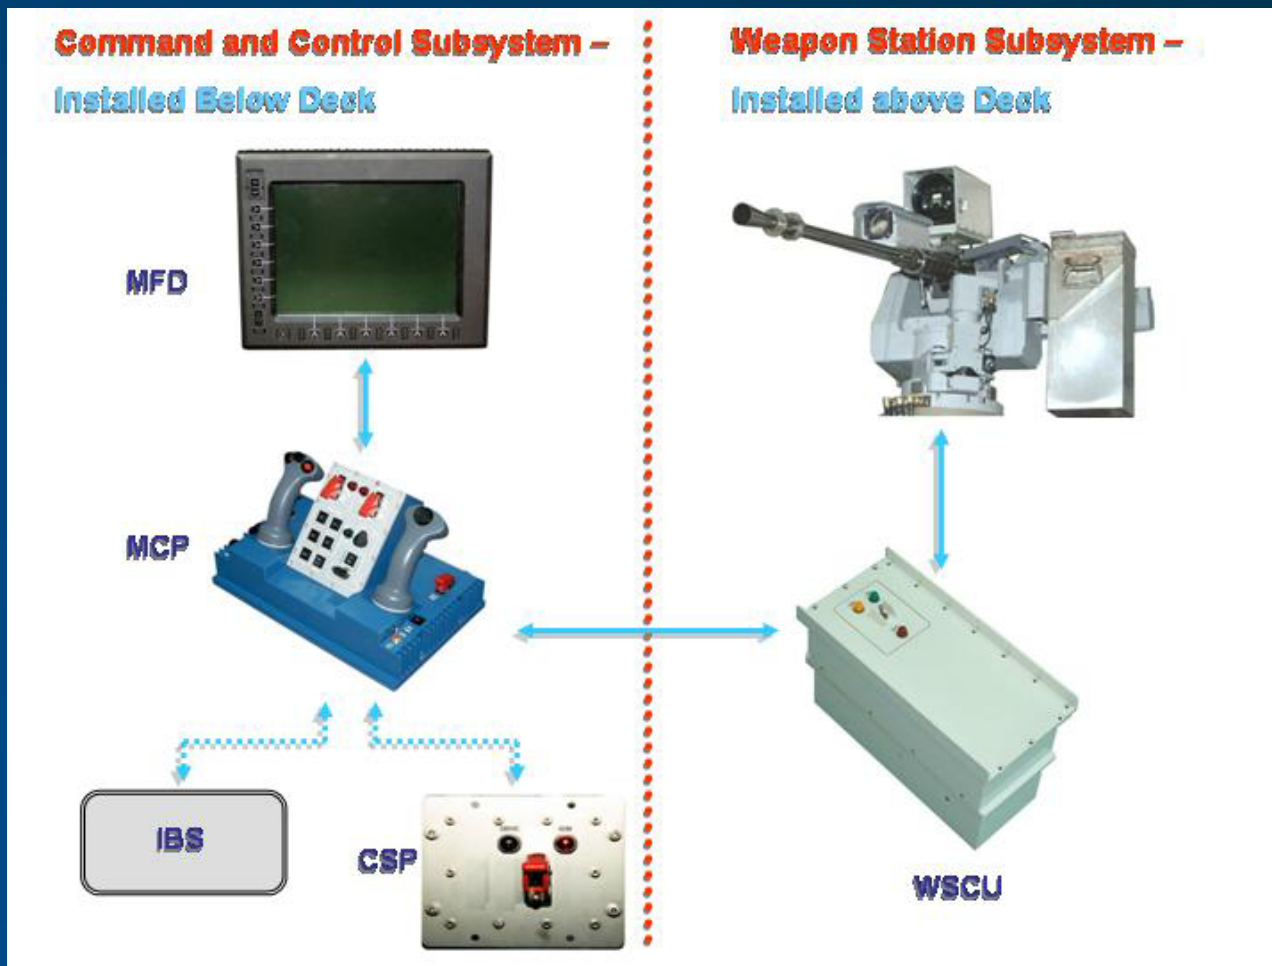 Command and Control Subsystem –
Installed Below Deck
Weapon Station Subsystem –
Installed above Deck
MFD
MCP
IBS
CSP
WSCU